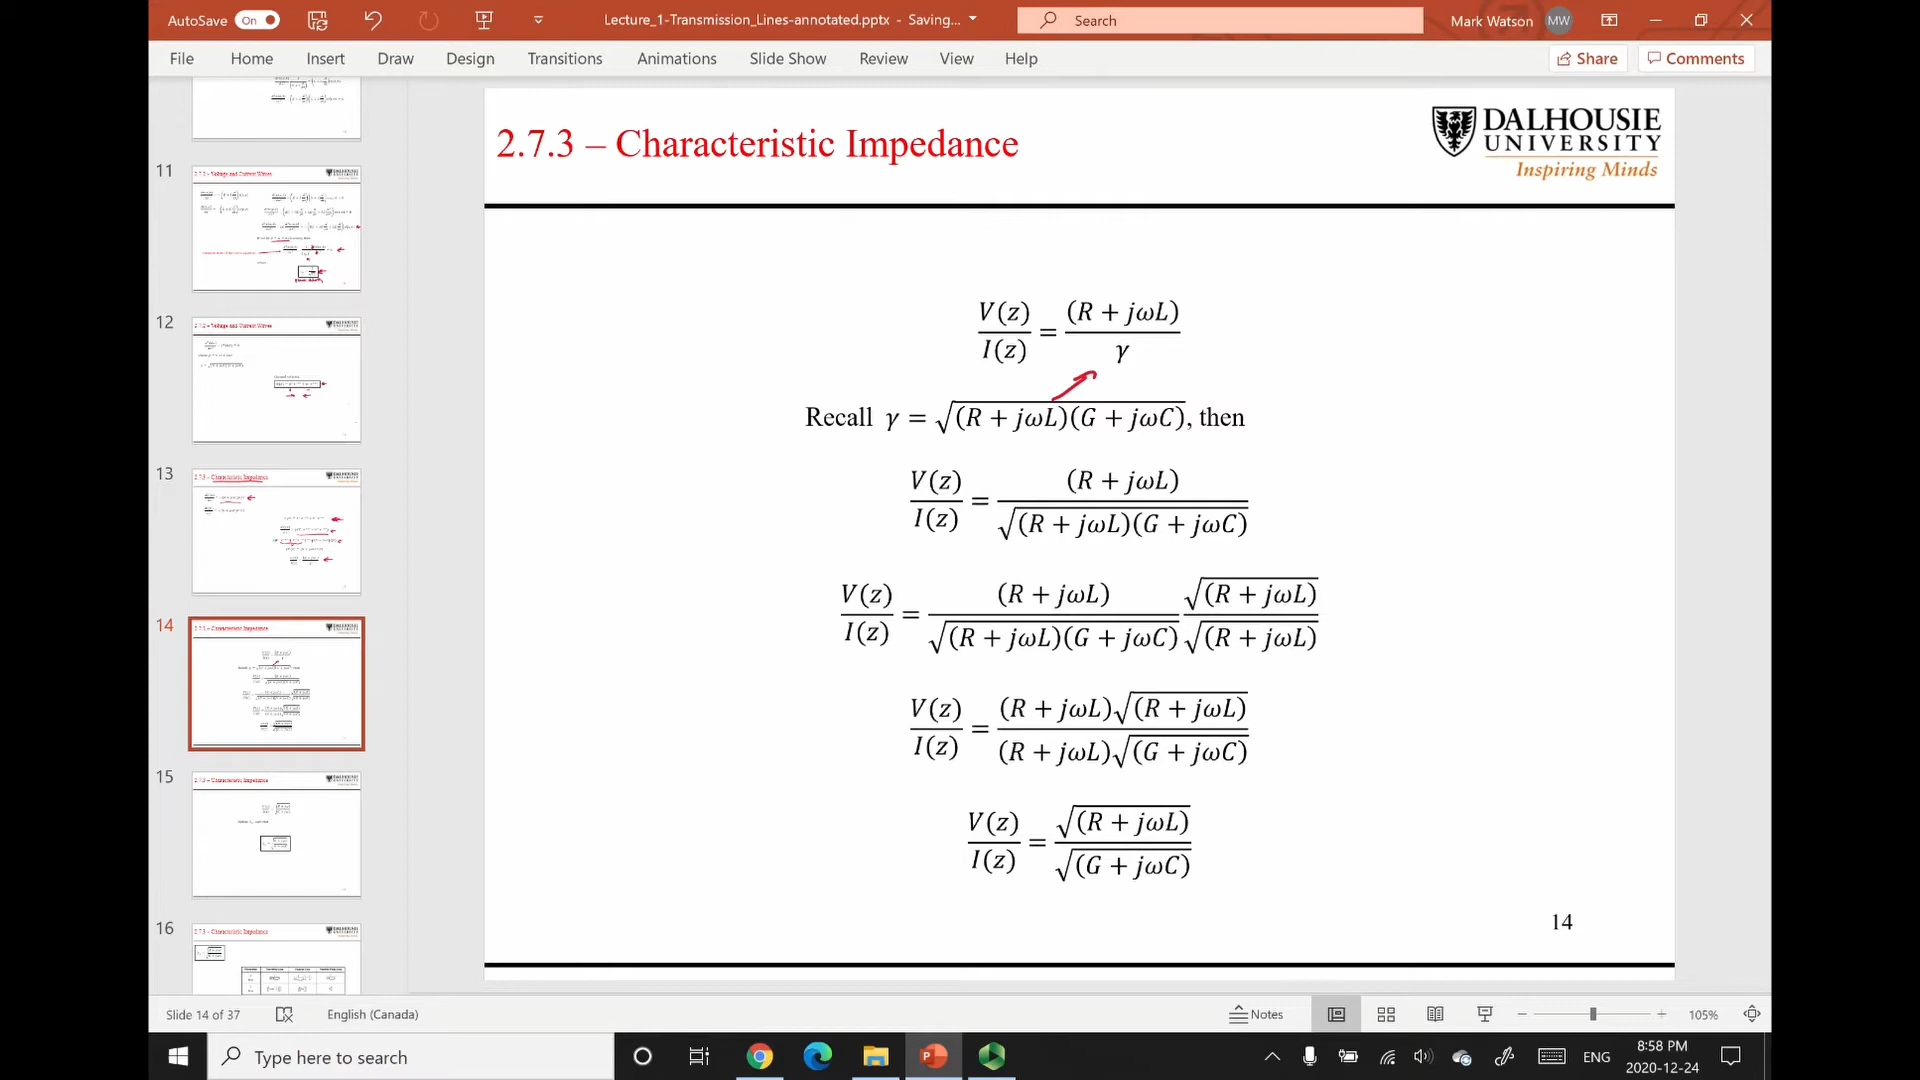 AutoSave On Lecture_1-Transmission_Lines-annotated.pptx - Saving... Search Mark Watson MW
File Home Insert Draw Design Transitions Animations Slide Show Review View Help Share Comments
11
12
13
14
15
16
2.7.3 – Characteristic Impedance
DALHOUSIE
UNIVERSITY
Inspiring Minds
V(z)/I(z) = (R + jωL)/γ
Recall γ = √(R + jωL)(G + jωC), then
V(z)/I(z) = (R + jωL)/√(R + jωL)(G + jωC)
V(z)/I(z) = (R + jωL)/√(R + jωL)(G + jωC) √(R + jωL)/√(R + jωL)
V(z)/I(z) = (R + jωL)√(R + jωL)/(R + jωL)√(G + jωC)
V(z)/I(z) = √(R + jωL)/√(G + jωC)
14
Slide 14 of 37 English (Canada) Notes 105%
Type here to search ENG 8:58 PM
2020-12-24